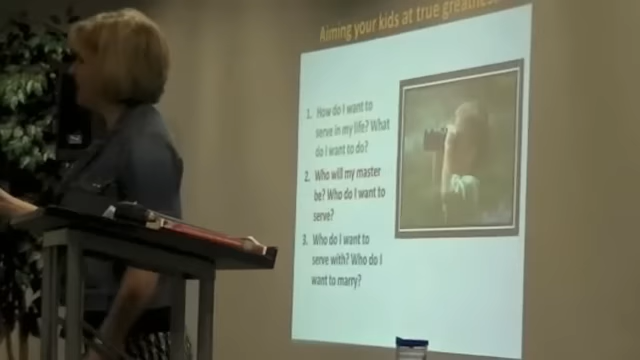 Aiming your kids at true greatness
1. How do I want to
serve in my life? What
do I want to do?
2. Who will my master
be? Who do I want to
serve?
3. Who do I want to
serve with? Who do I
want to marry?